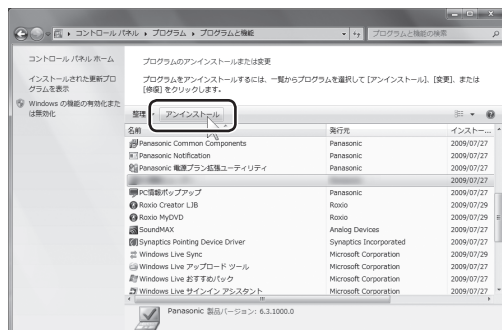 コントロール パネル ▸ プログラム ▸ プログラムと機能
プログラムと機能の検索
コントロール パネル ホーム
インストールされた更新プロ
グラムを表示
Windows の機能の有効化また
は無効化
プログラムのアンインストールまたは変更
プログラムをアンインストールするには、一覧からプログラムを選択して [アンインストール]、[変更]、または
[修復] をクリックします。
整理 アンインストール
名前 発行元 インストー...
Panasonic Common Components Panasonic 2009/07/27
Panasonic Notification Panasonic 2009/07/27
Panasonic 電源プラン拡張ユーティリティ Panasonic 2009/07/27
2009/07/27
PC情報ポップアップ Panasonic 2009/07/27
Roxio Creator LJB Roxio 2009/07/29
Roxio MyDVD Roxio 2009/07/29
SoundMAX Analog Devices 2009/07/27
Synaptics Pointing Device Driver Synaptics Incorporated 2009/07/27
Windows Live Sync Microsoft Corporation 2009/07/29
Windows Live アップロード ツール Microsoft Corporation 2009/07/27
Windows Live おすすめパック Microsoft Corporation 2009/07/27
Windows Live サインイン アシスタント Microsoft Corporation 2009/07/27
Panasonic 製品バージョン: 6.3.1000.0